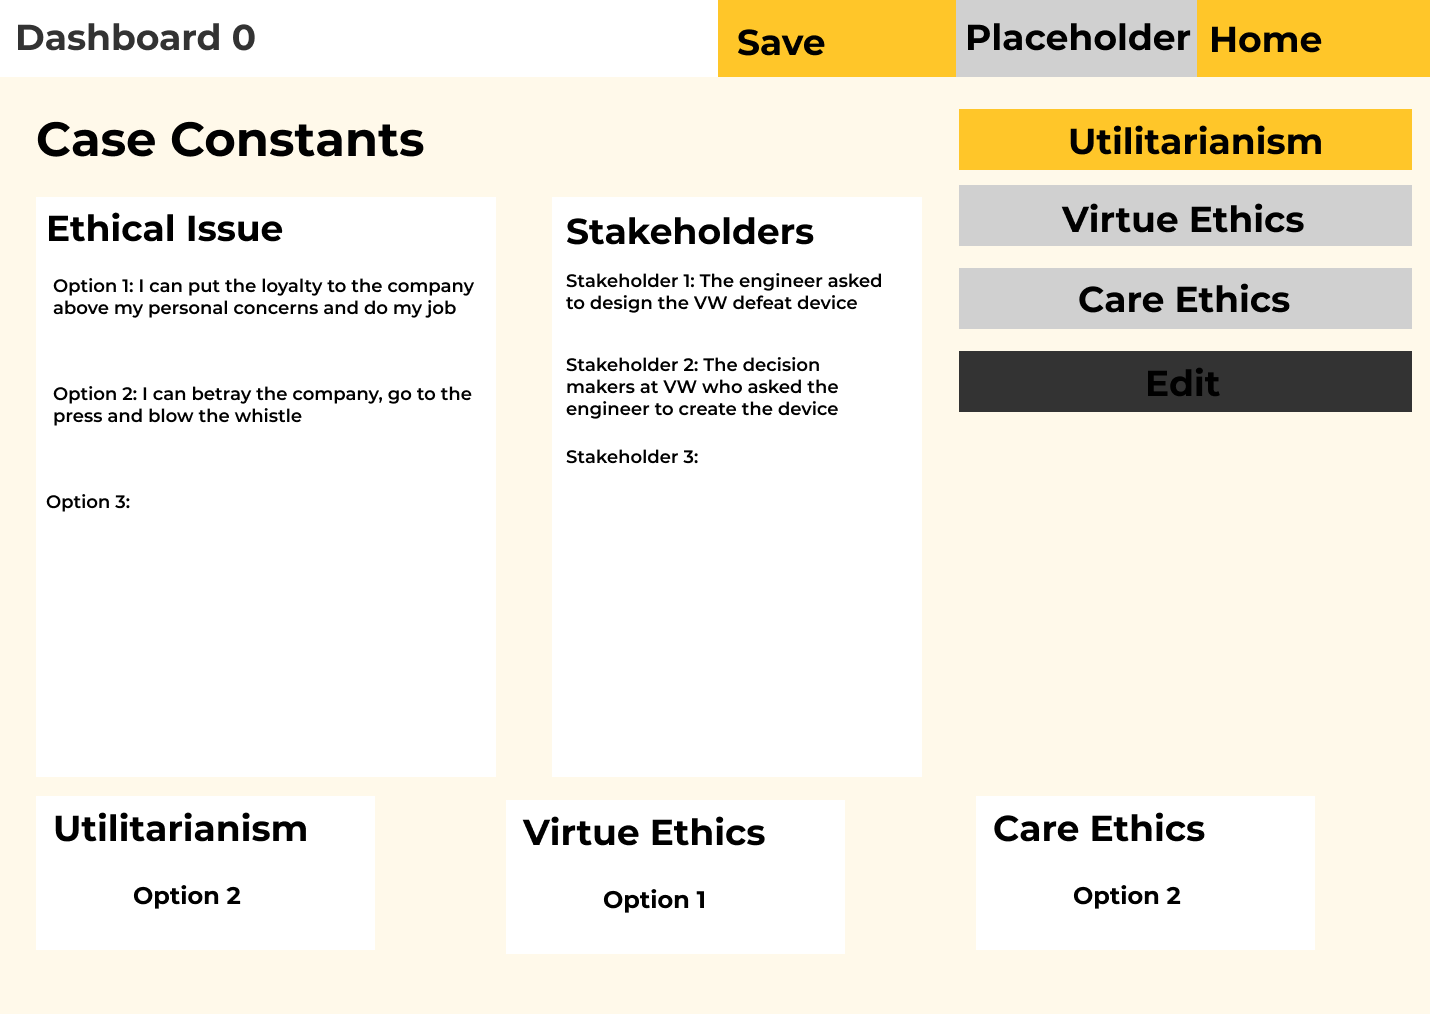 Dashboard 0
Save
Placeholder
Home
Case Constants
Utilitarianism
Virtue Ethics
Care Ethics
Edit
Ethical Issue
Option 1: I can put the loyalty to the company
above my personal concerns and do my job
Option 2: I can betray the company, go to the
press and blow the whistle
Option 3:
Stakeholders
Stakeholder 1: The engineer asked
to design the VW defeat device
Stakeholder 2: The decision
makers at VW who asked the
engineer to create the device
Stakeholder 3:
Utilitarianism
Option 2
Virtue Ethics
Option 1
Care Ethics
Option 2